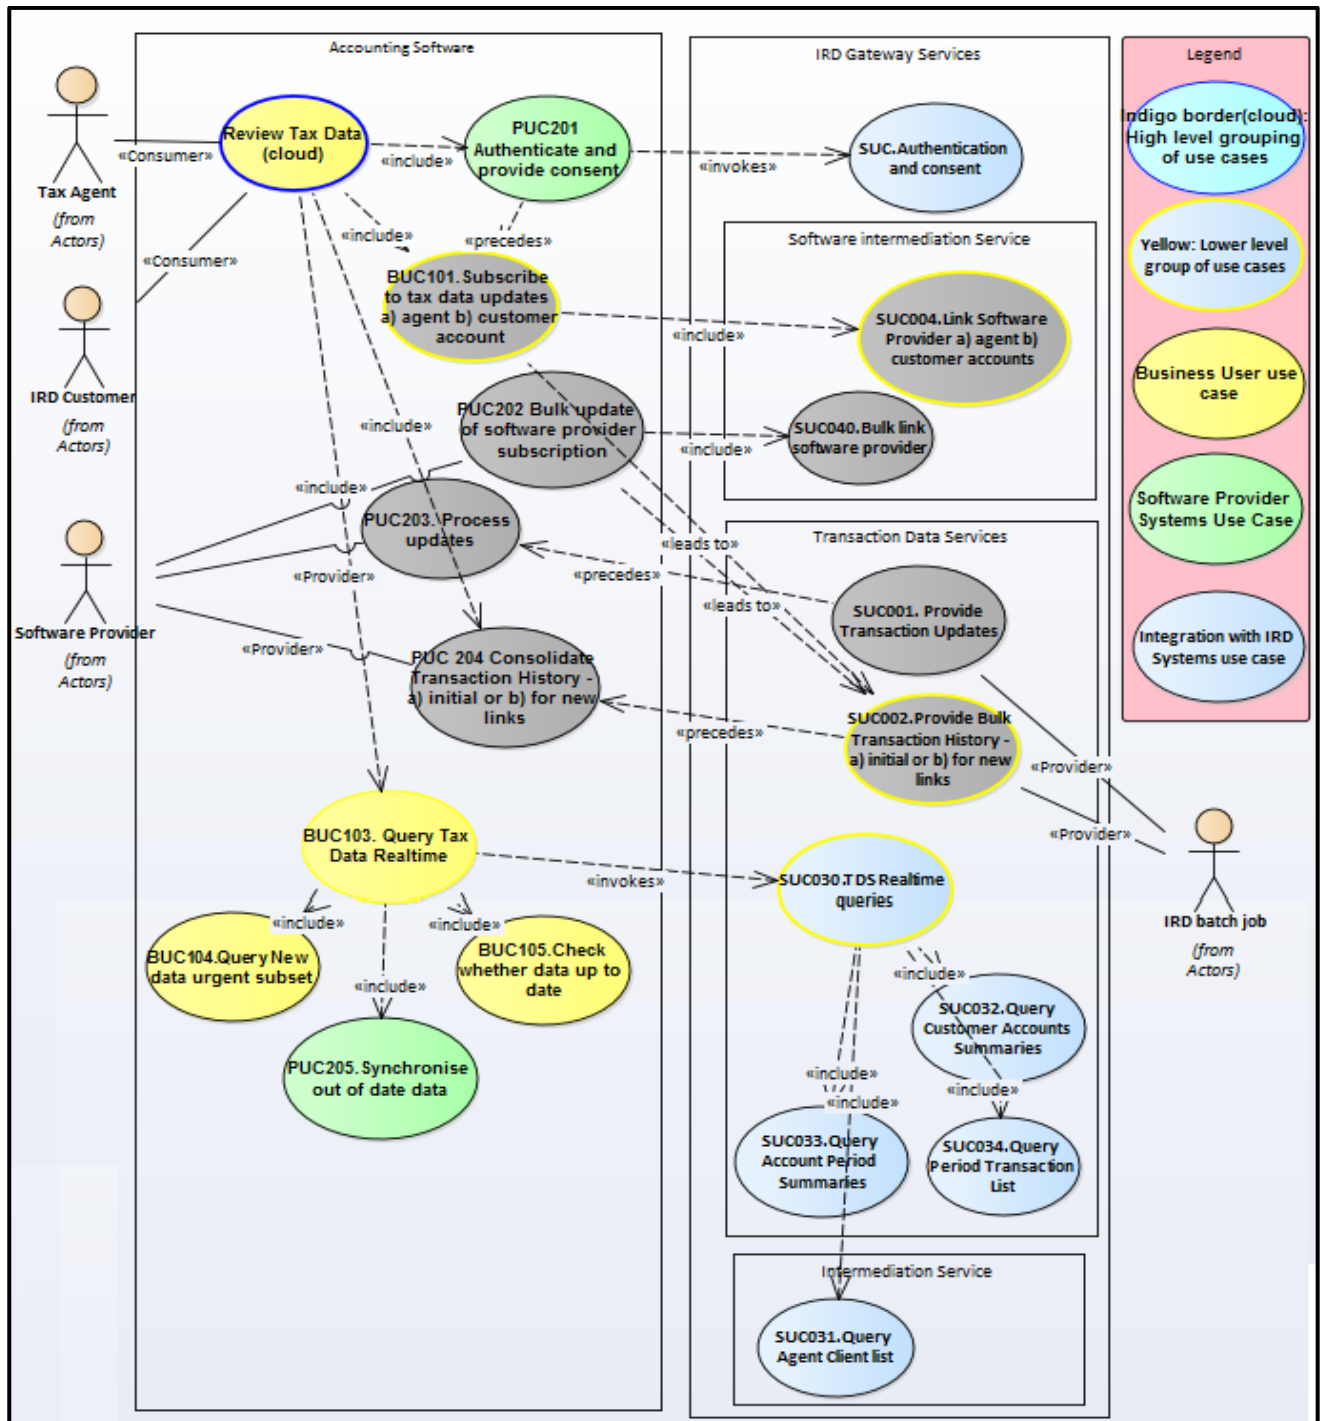 Accounting Software
IRD Gateway Services
Legend
Tax Agent
(from
Actors)
«Consumer»
Review Tax Data
(cloud)
«include»
PUC201
Authenticate and
provide consent
«invokes»
SUC.Authentication
and consent
Indigo border(cloud):
High level grouping
of use cases
«Consumer»
«include»
«precedes»
Software intermediation Service
Yellow: Lower level
group of use cases
IRD Customer
(from
Actors)
BUC101.Subscribe
to tax data updates
a) agent b) customer
account
«include»
SUC004.Link Software
Provider a) agent b)
customer accounts
Business User use
case
«include»
PUC202 Bulk update
of software provider
subscription
«include»
SUC040.Bulk link
software provider
«include»
Software Provider
Systems Use Case
PUC203. Process
updates
«leads to»
Transaction Data Services
«Provider»
«precedes»
«leads to»
SUC001. Provide
Transaction Updates
Software Provider
(from
Actors)
Integration with IRD
Systems use case
«Provider»
PUC 204 Consolidate
Transaction History -
a) initial or b) for new
links
«precedes»
SUC002.Provide Bulk
Transaction History -
a) initial or b) for new
links
«Provider»
«Provider»
BUC103. Query Tax
Data Realtime
«invokes»
SUC030.TDS Realtime
queries
IRD batch job
(from
Actors)
«include»
«include»
BUC104.Query New
data urgent subset
BUC105.Check
whether data up to
date
«include»
«include»
PUC205.Synchronise
out of date data
SUC032.Query
Customer Accounts
Summaries
«include»
«include»
«include»
SUC033.Query
Account Period
Summaries
SUC034.Query
Period Transaction
List
Intermediation Service
SUC031.Query
Agent Client list